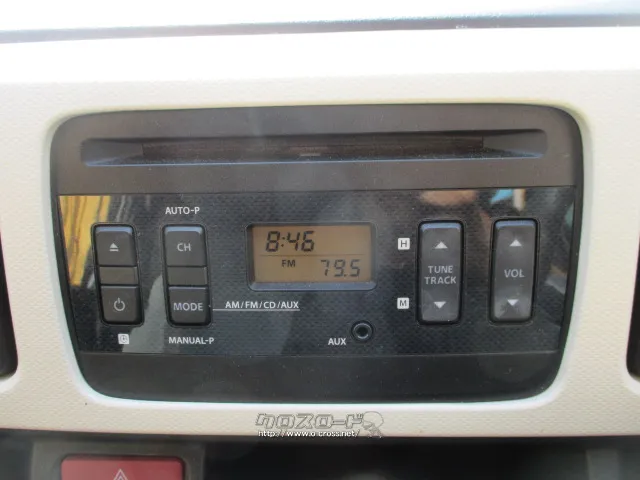 AUTO-P
CH
MODE
AM/FM/CD/AUX
MANUAL-P
8:46
FM
79.5
AUX
H
M
TUNE
TRACK
VOL
クロスロード
http://www.o-cross.net/